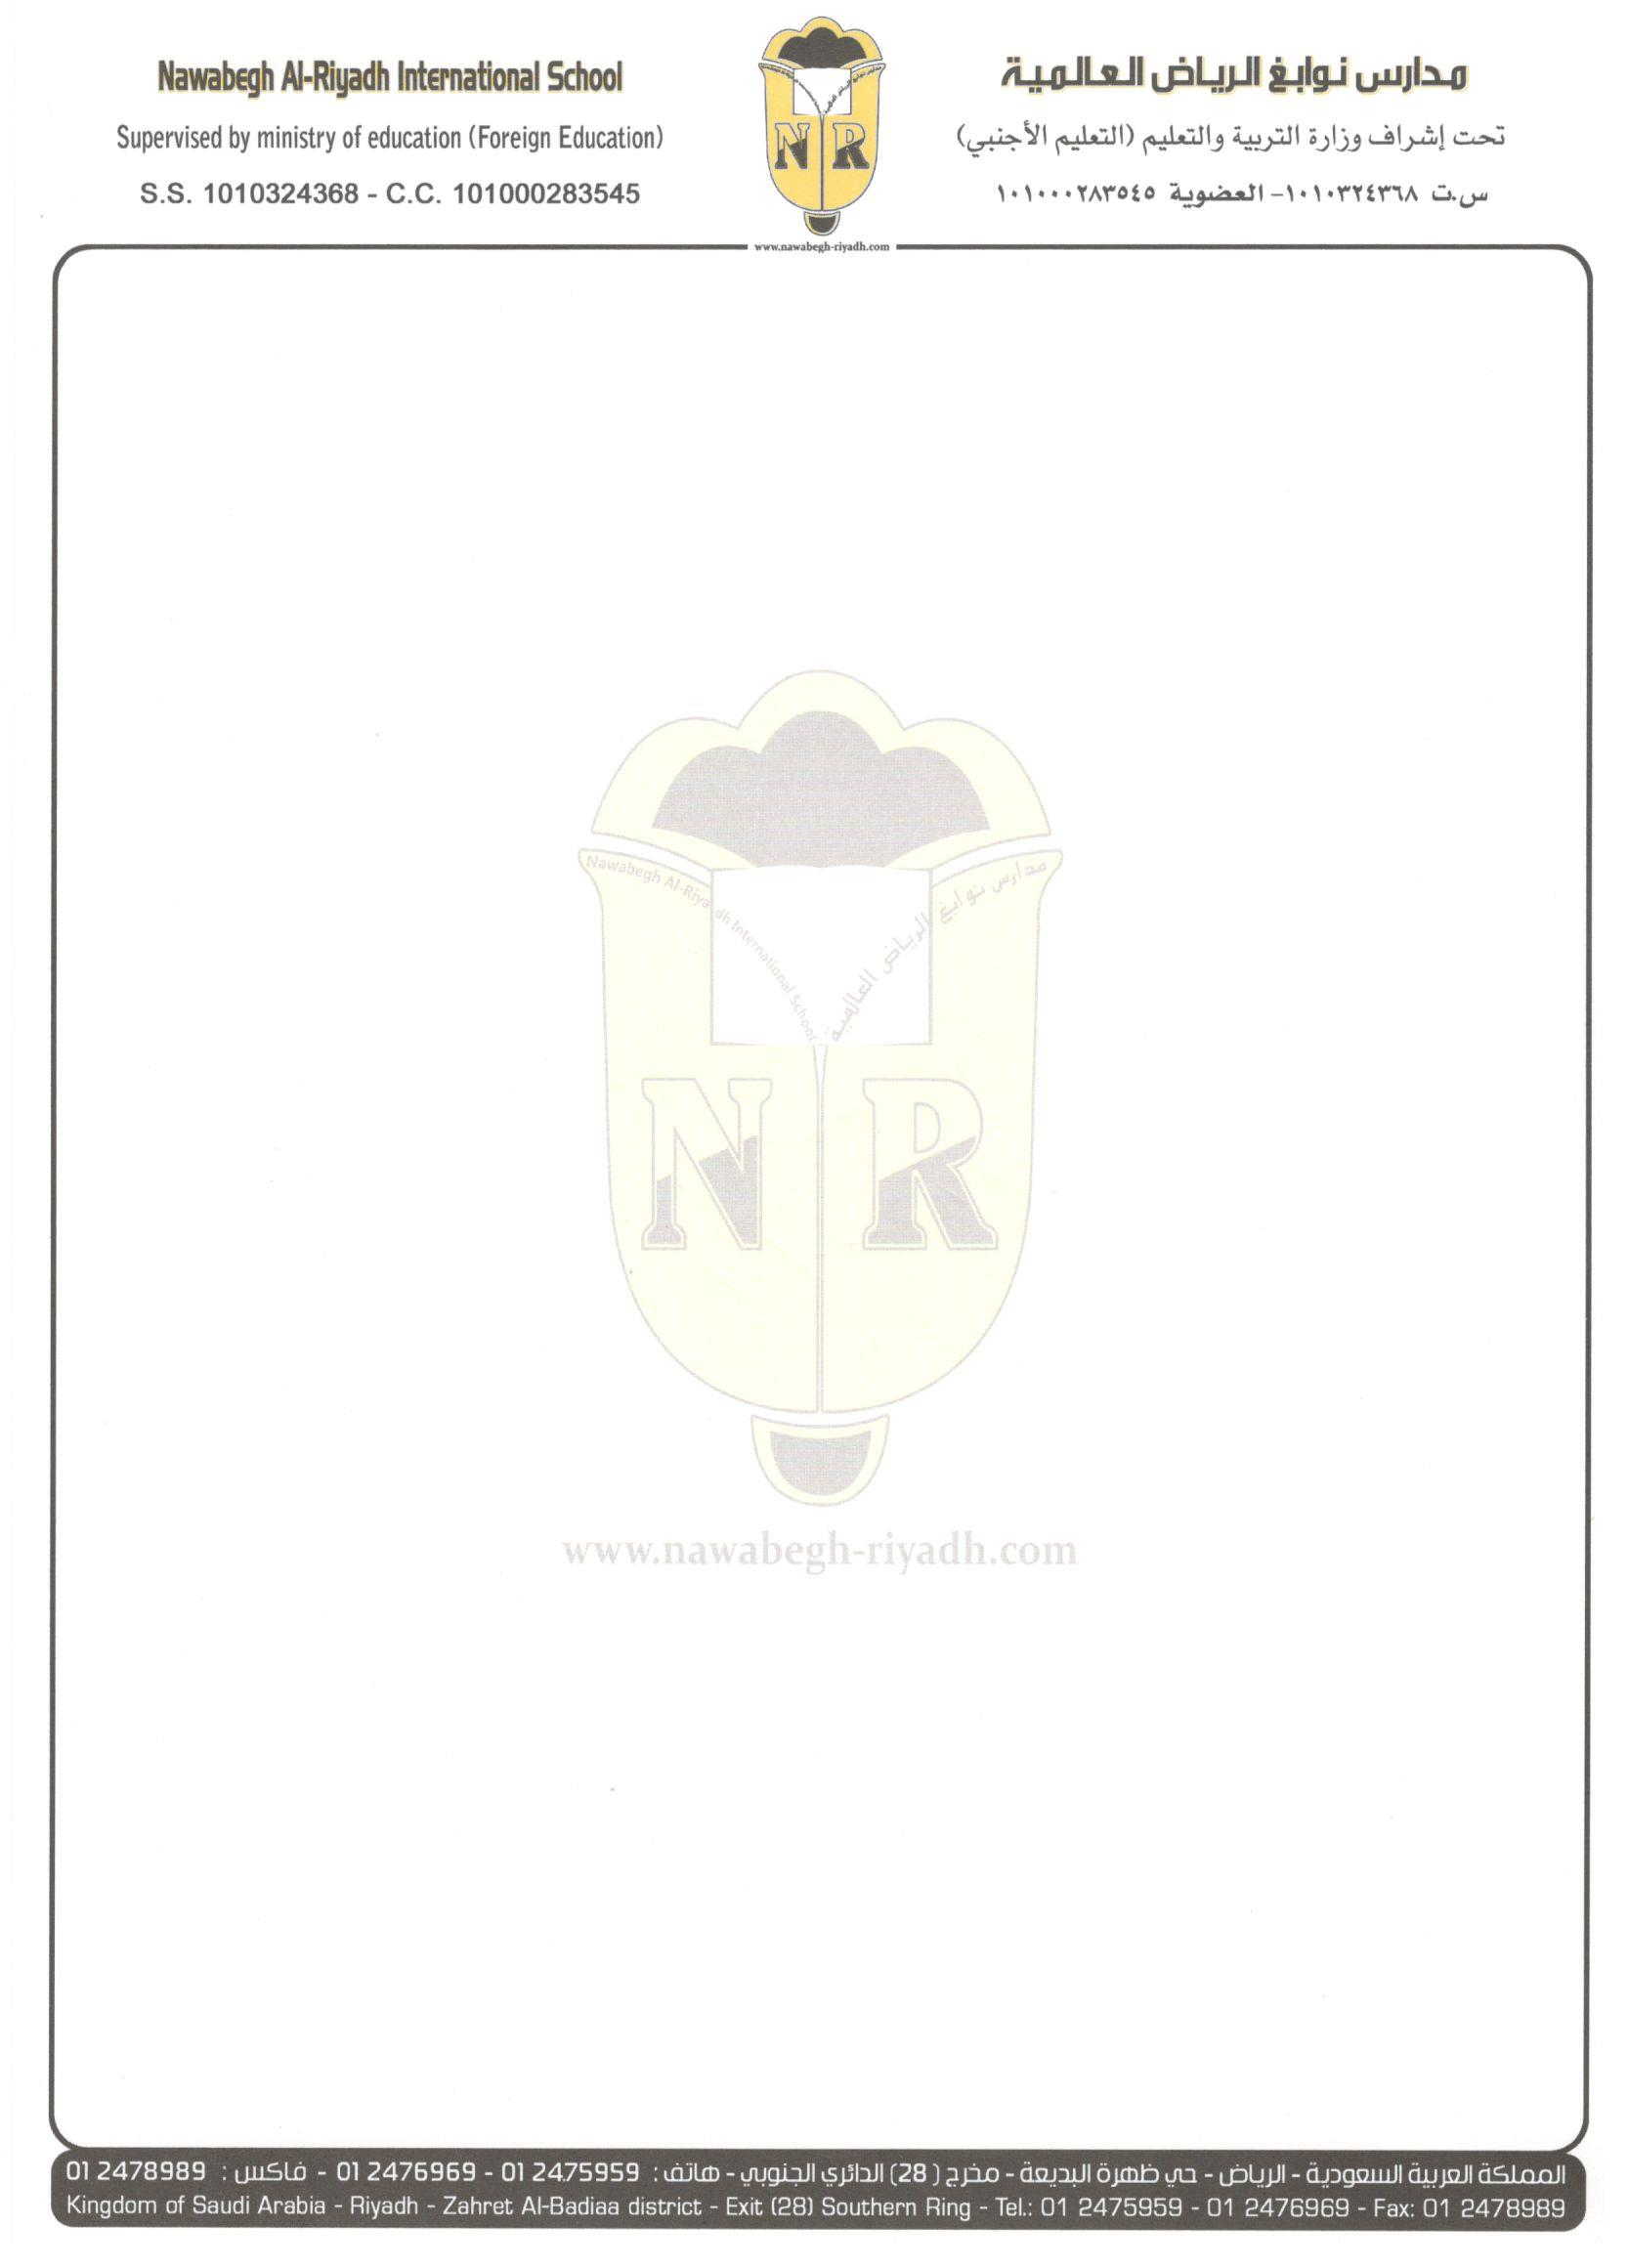 Nawabegh Al-Riyadh International School
Supervised by ministry of education (Foreign Education)
S.S. 1010324368 - C.C. 101000283545
N R
www.nawabegh-riyadh.com
مدارس نوابغ الرياض العالمية
تحت إشراف وزارة التربية والتعليم (التعليم الأجنبي)
س.ت ١٠١٠٣٢٤٣٦٨- العضوية ١٠١٠٠٠٢٨٣٥٤٥
Nawabegh Al-Riyadh International School
مدارس نوابغ الرياض العالمية
N R
www.nawabegh-riyadh.com
المملكة العربية السعودية - الرياض - حي ظهرة البديعة - مخرج ( 28) الدائري الجنوبي - هاتف: 2475959 01 - 2476969 01 - فاكس : 2478989 01
Kingdom of Saudi Arabia - Riyadh - Zahret Al-Badiaa district - Exit (28) Southern Ring - Tel.: 01 2475959 - 01 2476969 - Fax: 01 2478989